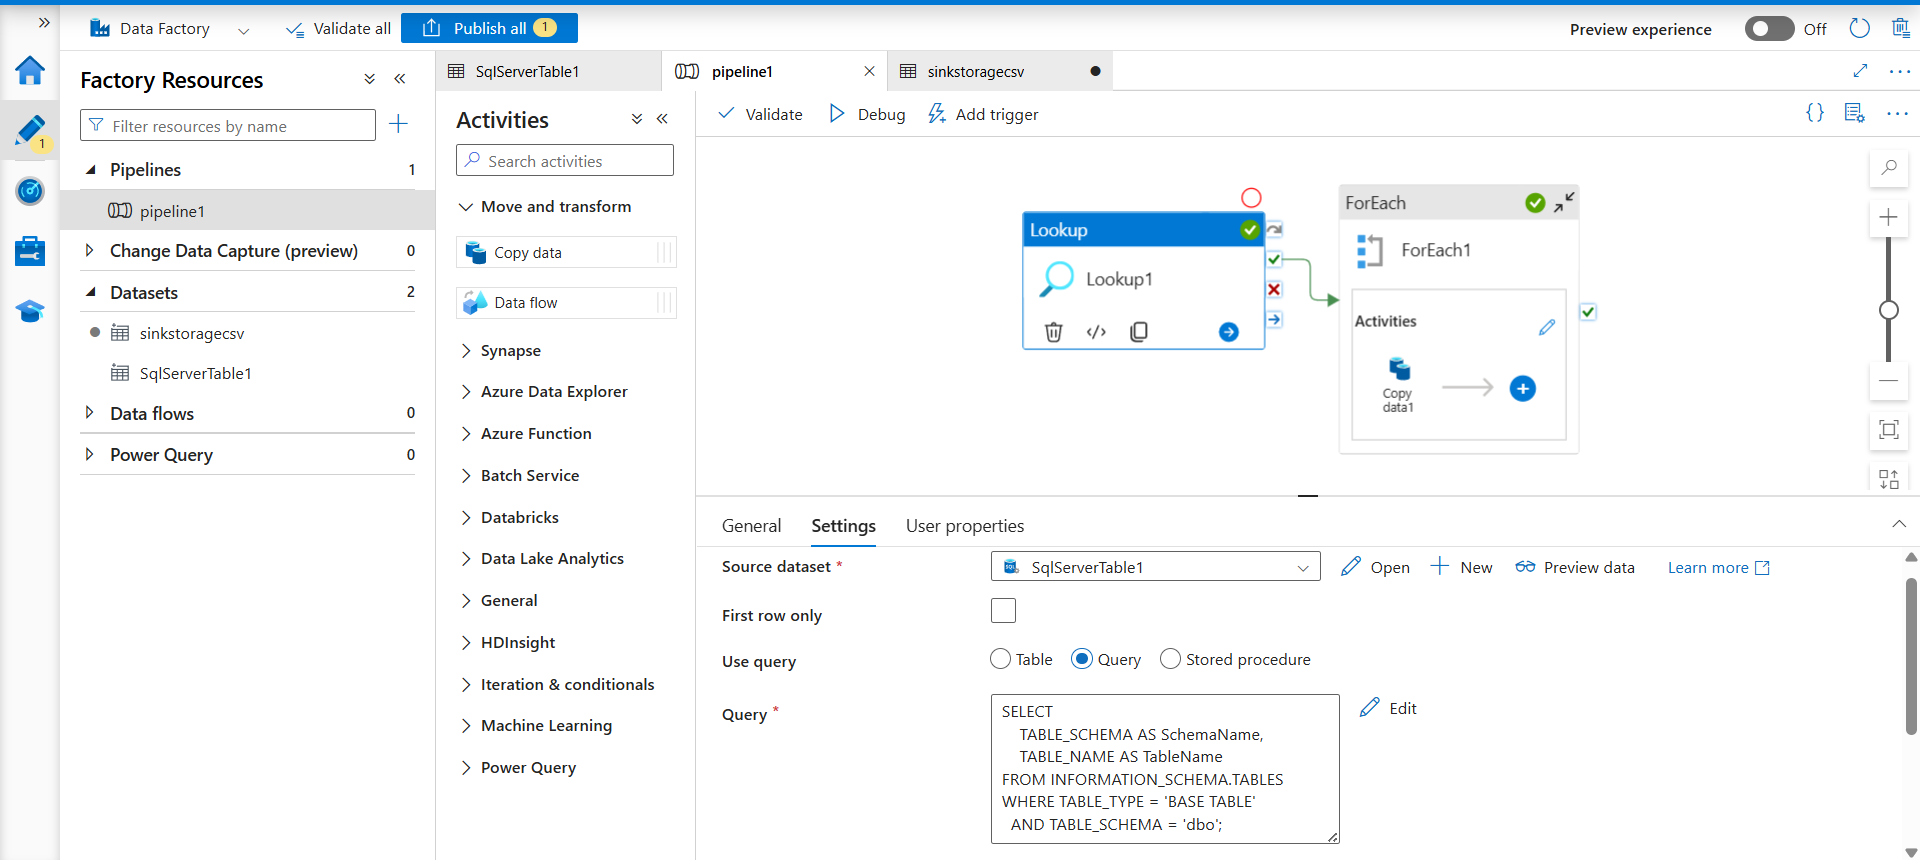 Data Factory
Validate all
Publish all 1
Preview experience
Off
1
Factory Resources
Filter resources by name
Pipelines 1
pipeline1
Change Data Capture (preview) 0
Datasets 2
sinkstoragecsv
SqlServerTable1
Data flows 0
Power Query 0
SqlServerTable1
pipeline1
sinkstoragecsv
Activities
Search activities
Move and transform
Copy data
Data flow
Synapse
Azure Data Explorer
Azure Function
Batch Service
Databricks
Data Lake Analytics
General
HDInsight
Iteration & conditionals
Machine Learning
Power Query
Validate
Debug
Add trigger
Lookup
Lookup1
ForEach
ForEach1
Activities
Copy
data1
General
Settings
User properties
Source dataset *
SqlServerTable1
Open
New
Preview data
Learn more
First row only
Use query
Table
Query
Stored procedure
Query *
SELECT
TABLE_SCHEMA AS SchemaName,
TABLE_NAME AS TableName
FROM INFORMATION_SCHEMA.TABLES
WHERE TABLE_TYPE = 'BASE TABLE'
AND TABLE_SCHEMA = 'dbo';
Edit